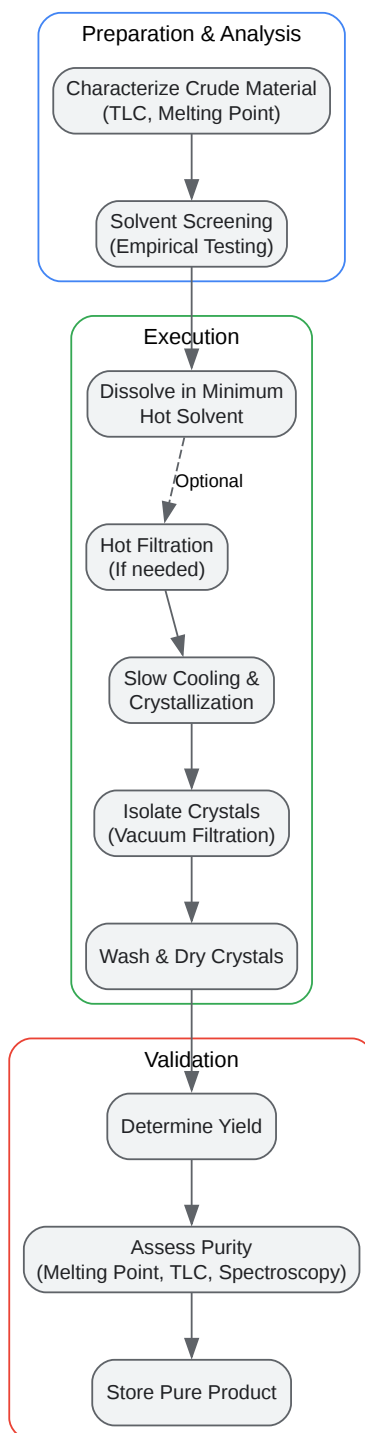 Preparation & Analysis
Characterize Crude Material
(TLC, Melting Point)
Solvent Screening
(Empirical Testing)
Execution
Dissolve in Minimum
Hot Solvent
Optional
Hot Filtration
(If needed)
Slow Cooling &
Crystallization
Isolate Crystals
(Vacuum Filtration)
Wash & Dry Crystals
Validation
Determine Yield
Assess Purity
(Melting Point, TLC, Spectroscopy)
Store Pure Product